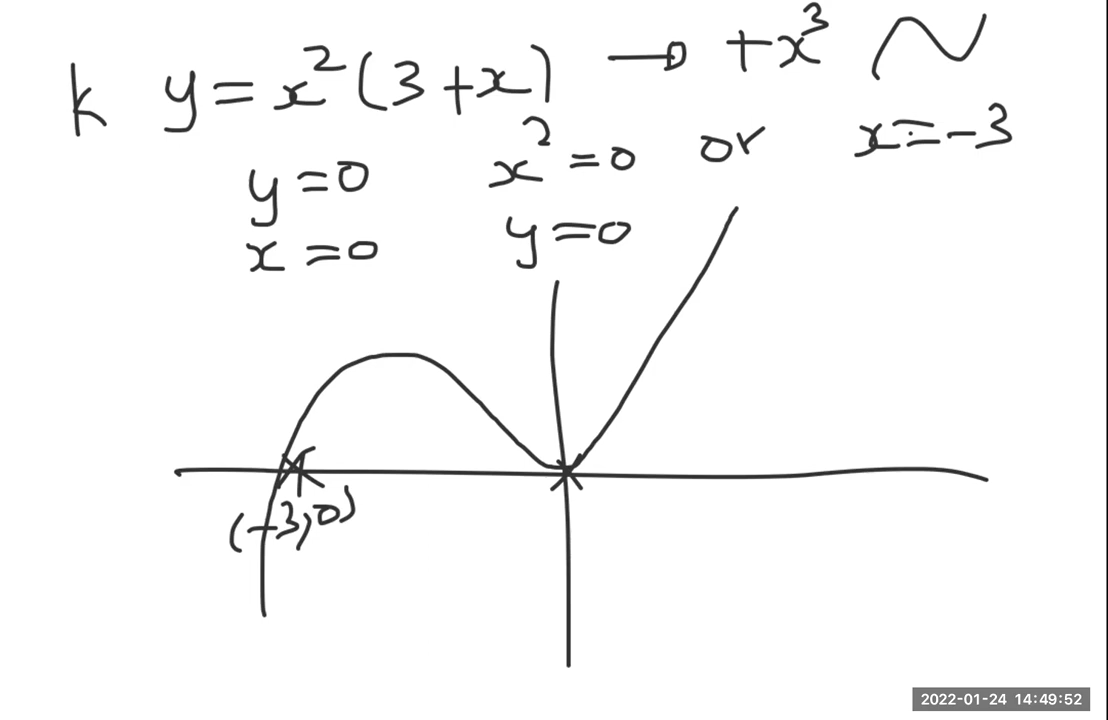 k y = x²(3 + x) → +x³
y = 0 x² = 0 or x = -3
x = 0 y = 0
(-3, 0)
2022-01-24 14:49:52